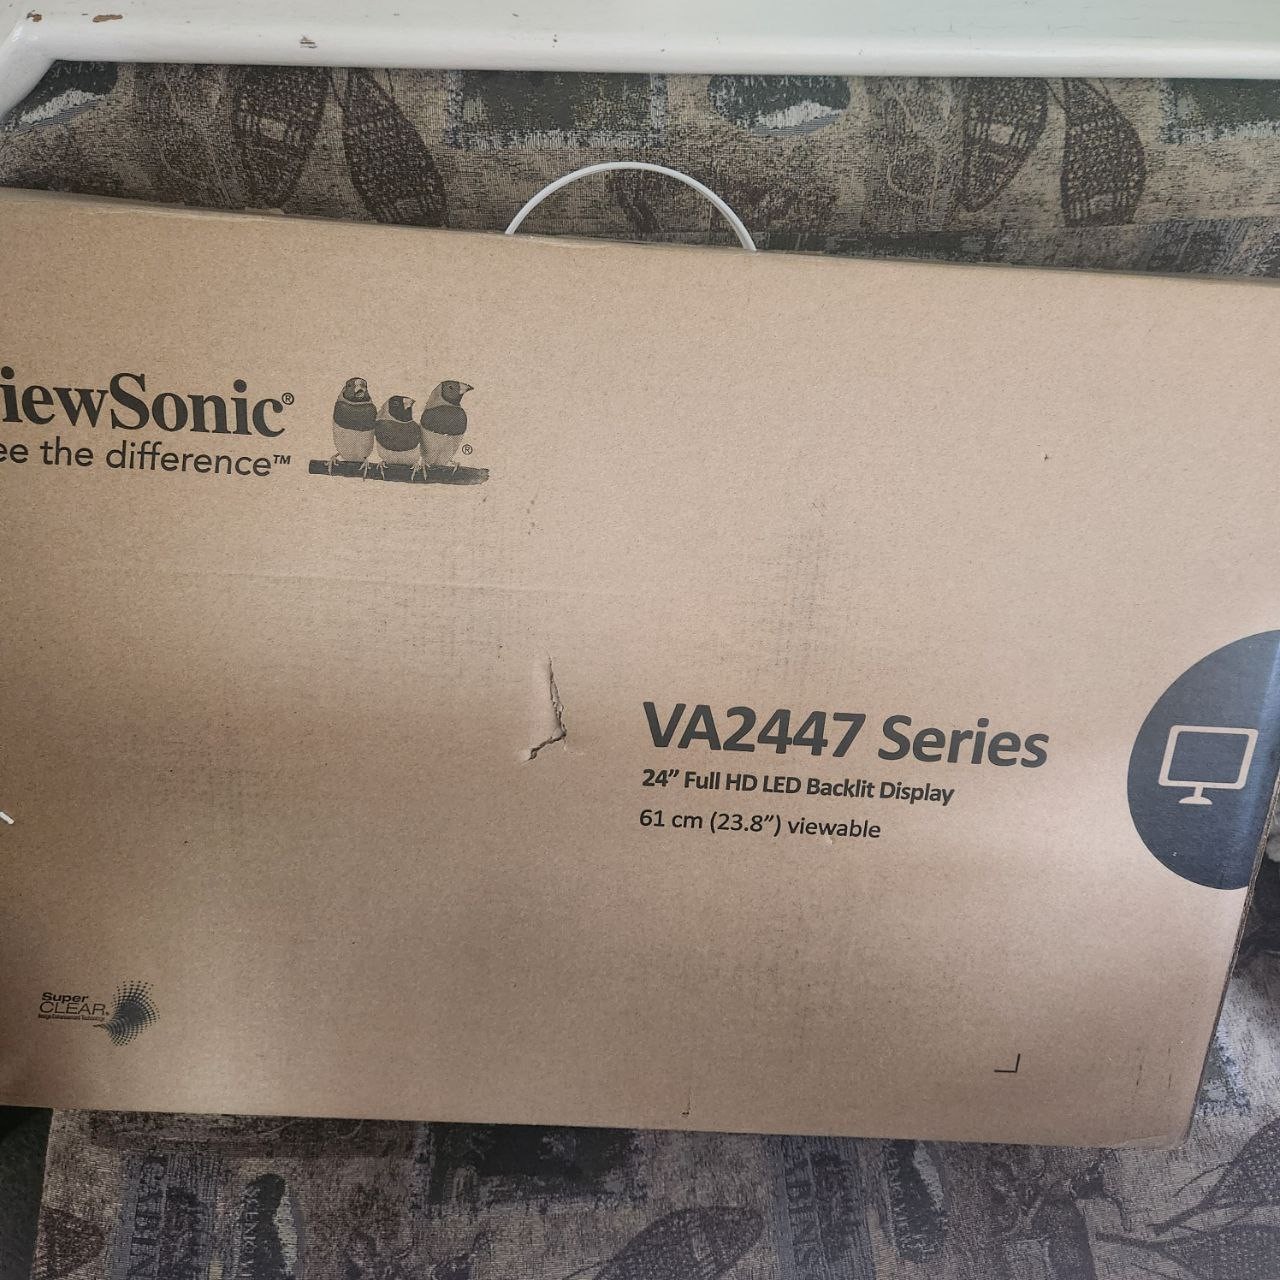 iewSonic®
ee the difference™
®
VA2447 Series
24" Full HD LED Backlit Display
61 cm (23.8") viewable
Super
CLEAR®